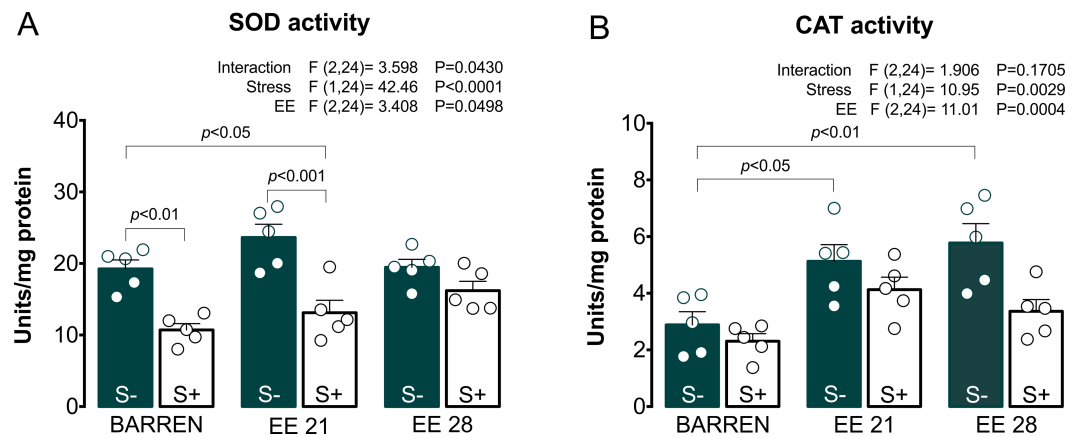 A
SOD activity
Interaction F (2,24)= 3.598 P=0.0430
Stress F (1,24)= 42.46 P<0.0001
EE F (2,24)= 3.408 P=0.0498
Units/mg protein
40
30
20
10
0
p<0.05
p<0.001
p<0.01
S- S+ S- S+ S- S+
BARREN EE 21 EE 28
B
CAT activity
Interaction F (2,24)= 1.906 P=0.1705
Stress F (1,24)= 10.95 P=0.0029
EE F (2,24)= 11.01 P=0.0004
Units/mg protein
10
8
6
4
2
0
p<0.01
p<0.05
S- S+ S- S+ S- S+
BARREN EE 21 EE 28